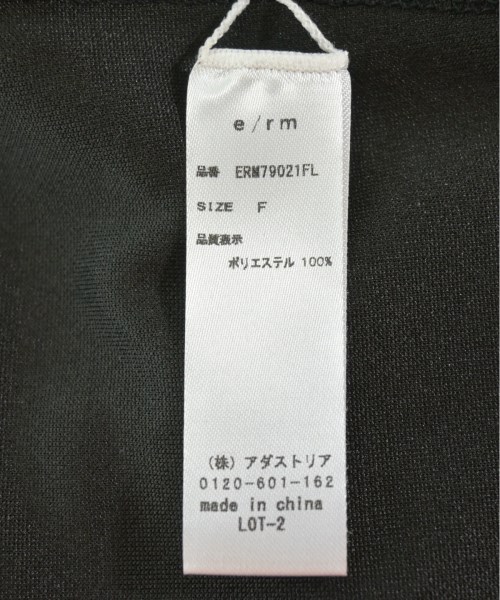 e/rm
品番 ERM79021FL
SIZE F
品質表示
ポリエステル 100%
(株) アダストリア
0120-601-162
made in china
LOT-2